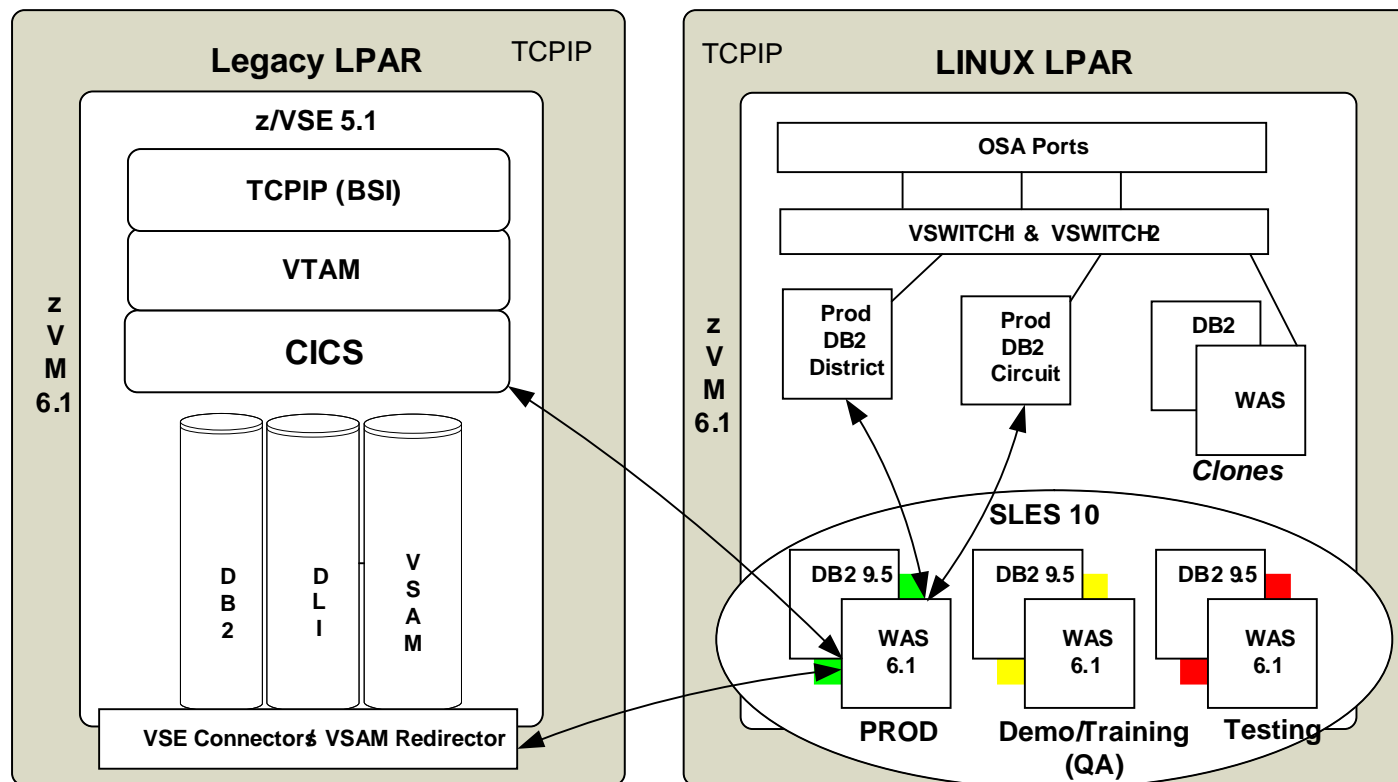 Legacy LPAR
TCPIP
z/VSE 5.1
TCPIP (BSI)
VTAM
CICS
z
V
M
6.1
D
B
2
D
L
I
V
S
A
M
VSE Connectors/ VSAM Redirector
TCPIP
LINUX LPAR
OSA Ports
VSWITCH1 & VSWITCH2
z
V
M
6.1
Prod
DB2
District
Prod
DB2
Circuit
DB2
WAS
Clones
SLES 10
DB2 9.5
WAS
6.1
PROD
DB2 9.5
WAS
6.1
Demo/Training
(QA)
DB2 9.5
WAS
6.1
Testing